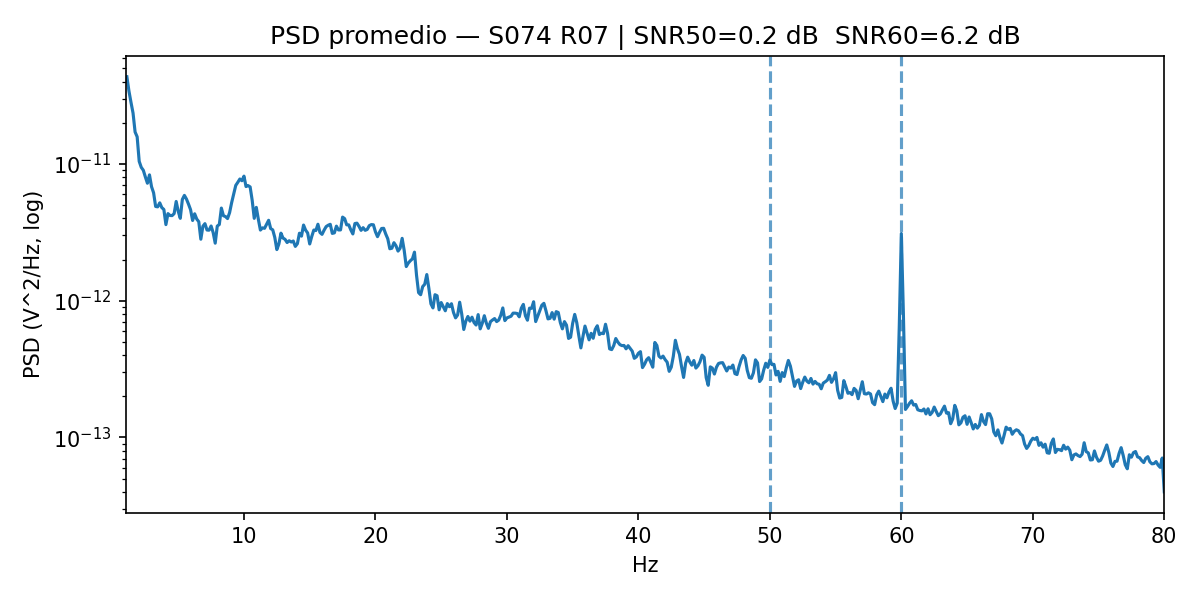 PSD promedio — S074 R07 | SNR50=0.2 dB  SNR60=6.2 dB
PSD (V^2/Hz, log)
10⁻¹¹
10⁻¹²
10⁻¹³
10 20 30 40 50 60 70 80
Hz